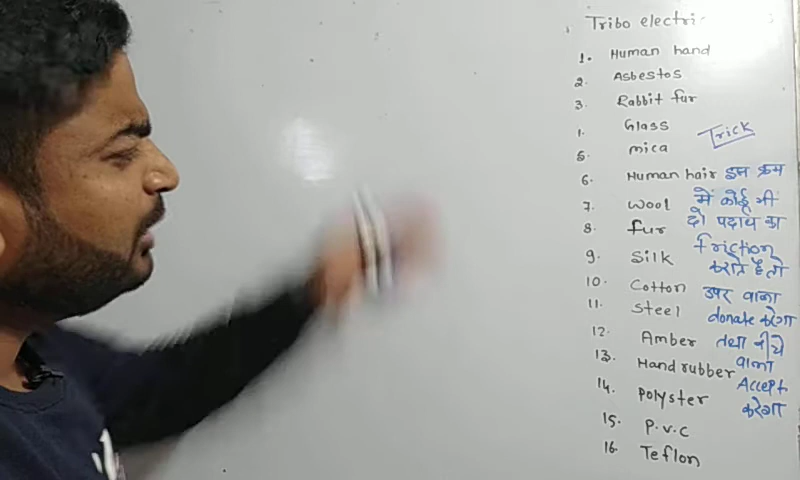 Tribo electri
1. Human hand
2. Asbestos
3. Rabbit fur
1. Glass
5. mica
6. Human hair
7. Wool
8. fur
9. Silk
10. Cotton
11. Steel
12. Amber
13. Hand rubber
14. Polyster
15. P.v.c
16. Teflon
Trick
इस क्रम
में कोई भी
दो पदार्थ का
friction
कराते है तो
उपर वाला
donate करेगा
तथा नीचे
वाला
Accept
करेगा